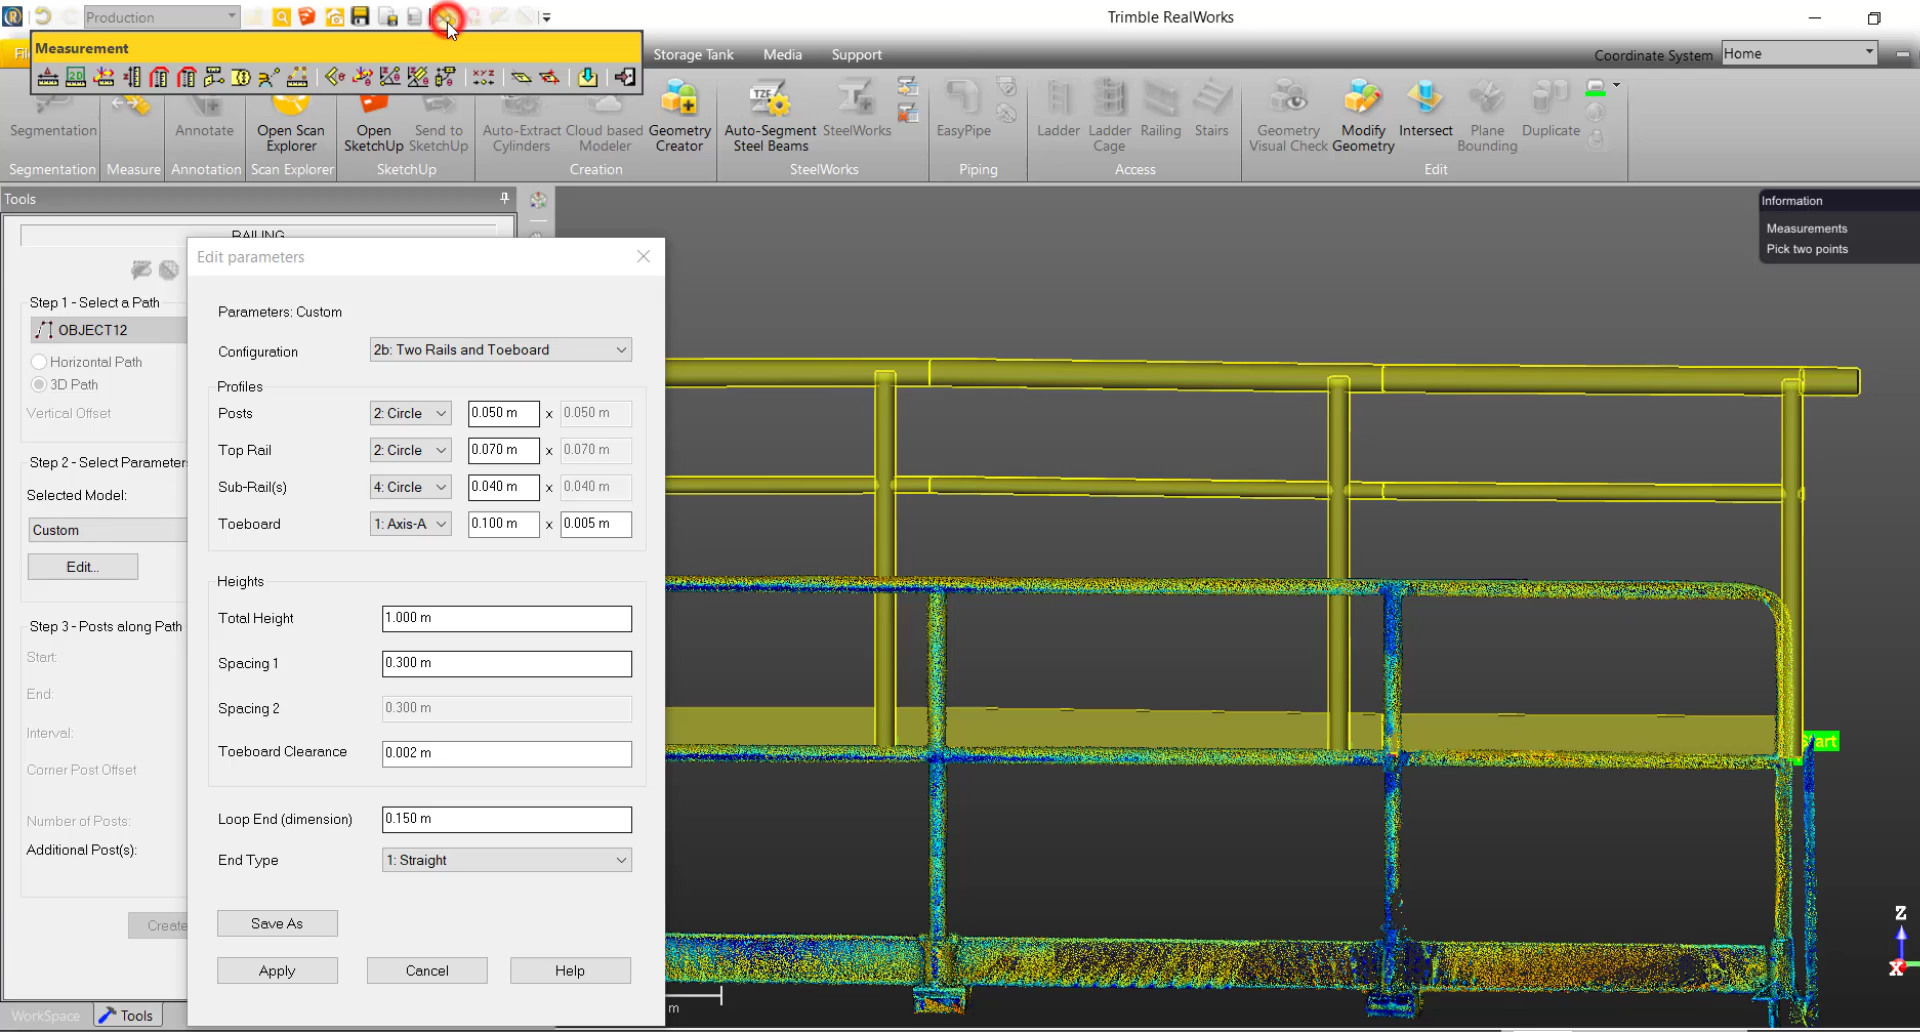 Production
Trimble RealWorks
Measurement
Storage Tank
Media
Support
Coordinate System
Home
Segmentation
Annotate
Open Scan
Explorer
Open
SketchUp
Send to
SketchUp
Auto-Extract
Cylinders
Cloud based
Modeler
Geometry
Creator
Auto-Segment
Steel Beams
SteelWorks
EasyPipe
Ladder
Ladder
Cage
Railing
Stairs
Geometry
Visual Check
Modify
Geometry
Intersect
Plane
Bounding
Duplicate
Segmentation
Measure
Annotation
Scan Explorer
SketchUp
Creation
SteelWorks
Piping
Access
Edit
Tools
RAILING
Information
Measurements
Pick two points
Step 1 - Select a Path
OBJECT12
Horizontal Path
3D Path
Vertical Offset
Step 2 - Select Parameters
Selected Model:
Custom
Edit...
Step 3 - Posts along Path
Start:
End:
Interval:
Corner Post Offset
Number of Posts:
Additional Post(s):
Create
WorkSpace
Tools
Edit parameters
Parameters: Custom
Configuration
2b: Two Rails and Toeboard
Profiles
Posts
2: Circle
0.050 m
x
0.050 m
Top Rail
2: Circle
0.070 m
x
0.070 m
Sub-Rail(s)
4: Circle
0.040 m
x
0.040 m
Toeboard
1: Axis-A
0.100 m
x
0.005 m
Heights
Total Height
1.000 m
Spacing 1
0.300 m
Spacing 2
0.300 m
Toeboard Clearance
0.002 m
Loop End (dimension)
0.150 m
End Type
1: Straight
Save As
Apply
Cancel
Help
m
Z
X